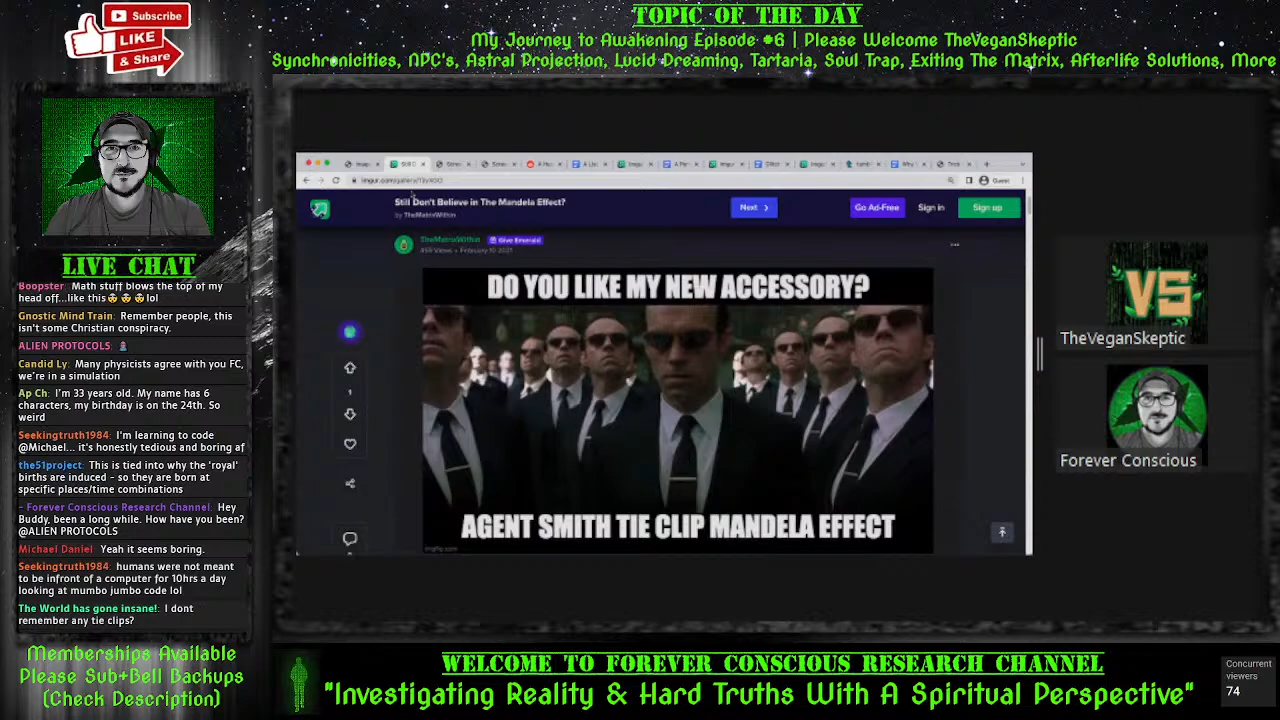 Subscribe
LIKE
& Share
TOPIC OF THE DAY
My Journey to Awakening Episode #6 | Please Welcome TheVeganSkeptic
Synchronicities, NPC's, Astral Projection, Lucid Dreaming, Tartaria, Soul Trap, Exiting The Matrix, Afterlife Solutions, More
LIVE CHAT
Boopster: Math stuff blows the top of my
head off...like this🤯 🤯 🤯 lol
Gnostic Mind Train: Remember people, this
isn't some Christian conspiracy.
ALIEN PROTOCOLS:
Candid Ly: Many physicists agree with you FC,
we're in a simulation
Ap Ch: I'm 33 years old. My name has 6
characters, my birthday is on the 24th. So
weird
Seekingtruth1984: I'm learning to code
@Michael... it's honestly tedious and boring af
the51project: This is tied into why the 'royal'
births are induced - so they are born at
specific places/time combinations
- Forever Conscious Research Channel: Hey
Buddy, been a long while. How have you been?
@ALIEN PROTOCOLS
Michael Daniel: Yeah it seems boring.
Seekingtruth1984: humans were not meant
to be infront of a computer for 10hrs a day
looking at mumbo jumbo code lol
The World has gone insane!: I dont
remember any tie clips?
Memberships Available
Please Sub+Bell Backups
(Check Description)
Guest
Still Don't Believe in The Mandela Effect?
by TheMatrixWithin
Next
Go Ad-Free
Sign in
Sign up
TheMatrixWithin Give Emerald
DO YOU LIKE MY NEW ACCESSORY?
1
AGENT SMITH TIE CLIP MANDELA EFFECT
imgflip.com
VS
TheVeganSkeptic
Forever Conscious
WELCOME TO FOREVER CONSCIOUS RESEARCH CHANNEL
"Investigating Reality & Hard Truths With A Spiritual Perspective"
Concurrent
viewers
74